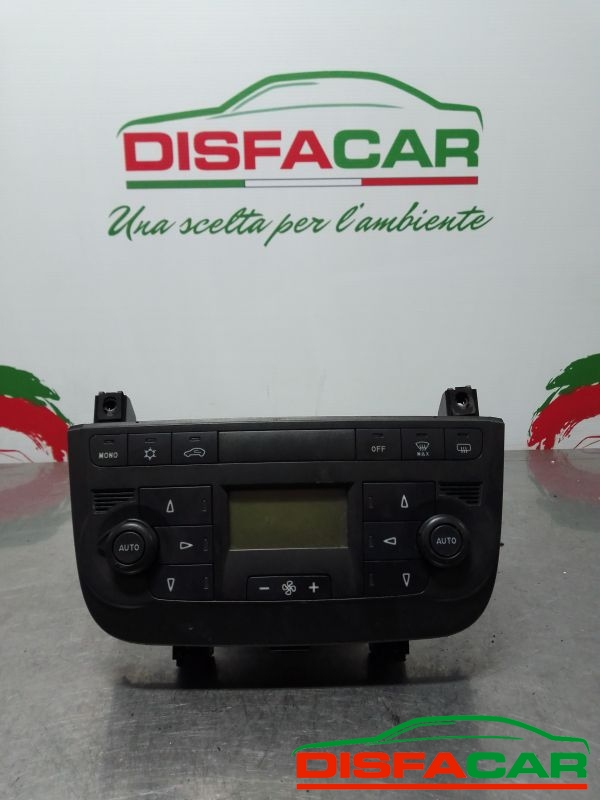 DISFACAR
Una scelta per l'ambiente
MONO
OFF
MAX
AUTO
AUTO
− +
DISFACAR